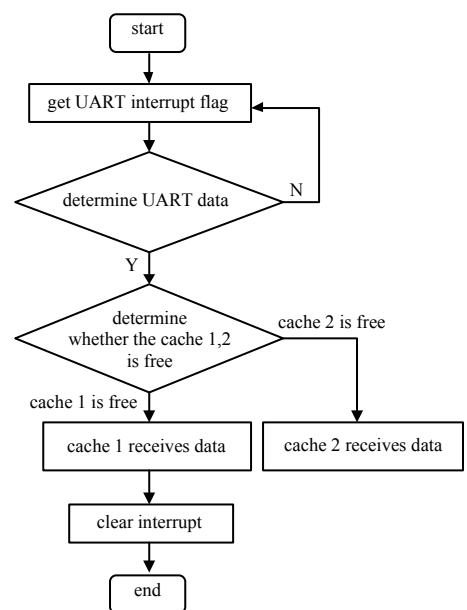 start
get UART interrupt flag
determine UART data
N
Y
determine
whether the cache 1,2
is free
cache 2 is free
cache 1 is free
cache 1 receives data
cache 2 receives data
clear interrupt
end